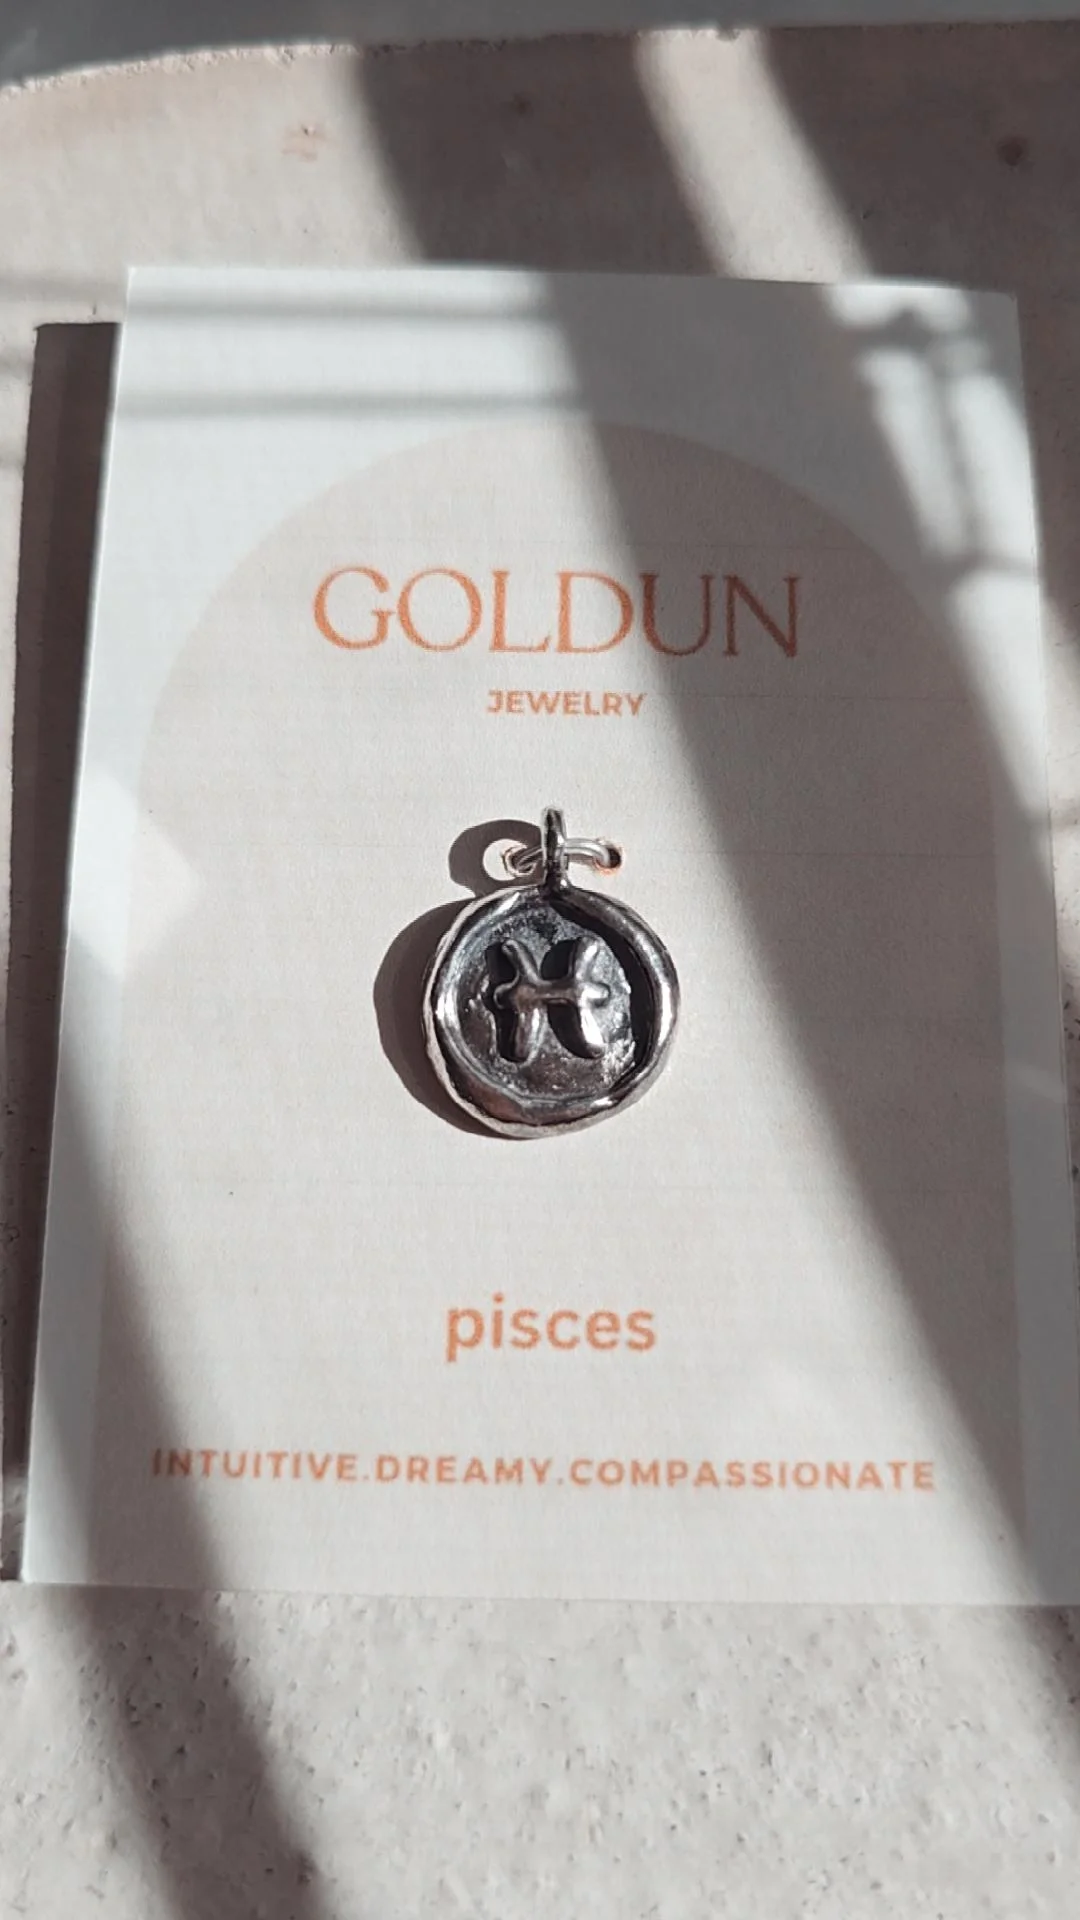 GOLDUN
JEWELRY
pisces
INTUITIVE.DREAMY.COMPASSIONATE